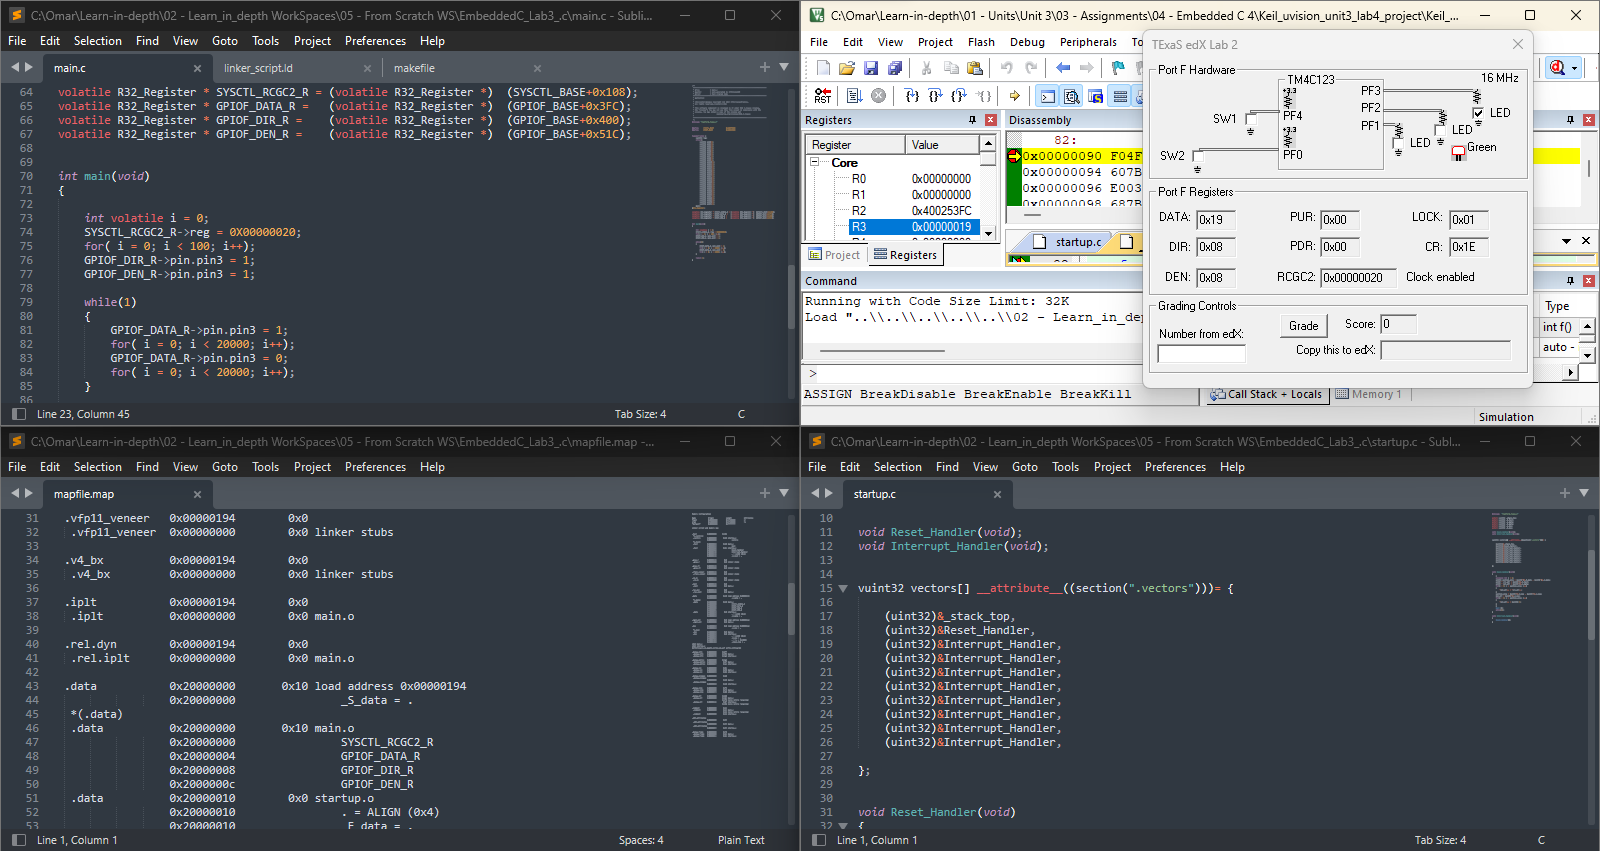 C:\Omar\Learn-in-depth\02 - Learn_in_depth WorkSpaces\05 - From Scratch WS\EmbeddedC_Lab3_.c\main.c - Subli...
File Edit Selection Find View Goto Tools Project Preferences Help
main.c linker_script.ld makefile
64 volatile R32_Register * SYSCTL_RCGC2_R = (volatile R32_Register *) (SYSCTL_BASE+0x108);
65 volatile R32_Register * GPIOF_DATA_R = (volatile R32_Register *) (GPIOF_BASE+0x3FC);
66 volatile R32_Register * GPIOF_DIR_R = (volatile R32_Register *) (GPIOF_BASE+0x400);
67 volatile R32_Register * GPIOF_DEN_R = (volatile R32_Register *) (GPIOF_BASE+0x51C);
68
69
70 int main(void)
71 {
72
73 int volatile i = 0;
74 SYSCTL_RCGC2_R->reg = 0X00000020;
75 for( i = 0; i < 100; i++);
76 GPIOF_DIR_R->pin.pin3 = 1;
77 GPIOF_DEN_R->pin.pin3 = 1;
78
79 while(1)
80 {
81 GPIOF_DATA_R->pin.pin3 = 1;
82 for( i = 0; i < 20000; i++);
83 GPIOF_DATA_R->pin.pin3 = 0;
84 for( i = 0; i < 20000; i++);
85 }
86
Line 23, Column 45 Tab Size: 4 C
C:\Omar\Learn-in-depth\01 - Units\Unit 3\03 - Assignments\04 - Embedded C 4\Keil_uvision_unit3_lab4_project\Keil_...
File Edit View Project Flash Debug Peripherals
RST
Registers
Register Value
Core
R0 0x00000000
R1 0x00000000
R2 0x400253FC
R3 0x00000019
Project Registers
Disassembly
82:
0x00000090 F04F
0x00000094 607B
0x00000096 E003
0x00000098 687B
startup.c
Command
Running with Code Size Limit: 32K
Load "..\\..\\..\\..\\..\\02 - Learn_in_dep
>
ASSIGN BreakDisable BreakEnable BreakKill
Call Stack + Locals Memory 1
Type
int f()
auto -
Simulation
TExaS edX Lab 2
Port F Hardware
TM4C123 16 MHz
+3.3
SW1 PF4
+3.3
SW2 PF0
PF3
PF2
PF1
LED
LED
LED
Green
Port F Registers
DATA: 0x19 PUR: 0x00 LOCK: 0x01
DIR: 0x08 PDR: 0x00 CR: 0x1E
DEN: 0x08 RCGC2: 0x00000020 Clock enabled
Grading Controls
Number from edX: Grade Score: 0
Copy this to edX:
C:\Omar\Learn-in-depth\02 - Learn_in_depth WorkSpaces\05 - From Scratch WS\EmbeddedC_Lab3_.c\mapfile.map -...
File Edit Selection Find View Goto Tools Project Preferences Help
mapfile.map
31 .vfp11_veneer 0x00000194 0x0
32 .vfp11_veneer 0x00000000 0x0 linker stubs
33
34 .v4_bx 0x00000194 0x0
35 .v4_bx 0x00000000 0x0 linker stubs
36
37 .iplt 0x00000194 0x0
38 .iplt 0x00000000 0x0 main.o
39
40 .rel.dyn 0x00000194 0x0
41 .rel.iplt 0x00000000 0x0 main.o
42
43 .data 0x20000000 0x10 load address 0x00000194
44 0x20000000 _S_data = .
45 *(.data)
46 .data 0x20000000 0x10 main.o
47 0x20000000 SYSCTL_RCGC2_R
48 0x20000004 GPIOF_DATA_R
49 0x20000008 GPIOF_DIR_R
50 0x2000000c GPIOF_DEN_R
51 .data 0x20000010 0x0 startup.o
52 0x20000010 . = ALIGN (0x4)
53 0x20000010 _E_data = .
Line 1, Column 1 Spaces: 4 Plain Text
C:\Omar\Learn-in-depth\02 - Learn_in_depth WorkSpaces\05 - From Scratch WS\EmbeddedC_Lab3_.c\startup.c - Subl...
File Edit Selection Find View Goto Tools Project Preferences Help
startup.c
10
11 void Reset_Handler(void);
12 void Interrupt_Handler(void);
13
14
15 vuint32 vectors[] __attribute__((section(".vectors")))= {
16
17 (uint32)&_stack_top,
18 (uint32)&Reset_Handler,
19 (uint32)&Interrupt_Handler,
20 (uint32)&Interrupt_Handler,
21 (uint32)&Interrupt_Handler,
22 (uint32)&Interrupt_Handler,
23 (uint32)&Interrupt_Handler,
24 (uint32)&Interrupt_Handler,
25 (uint32)&Interrupt_Handler,
26 (uint32)&Interrupt_Handler,
27
28 };
29
30
31 void Reset_Handler(void)
32 {
Line 1, Column 1 Tab Size: 4 C